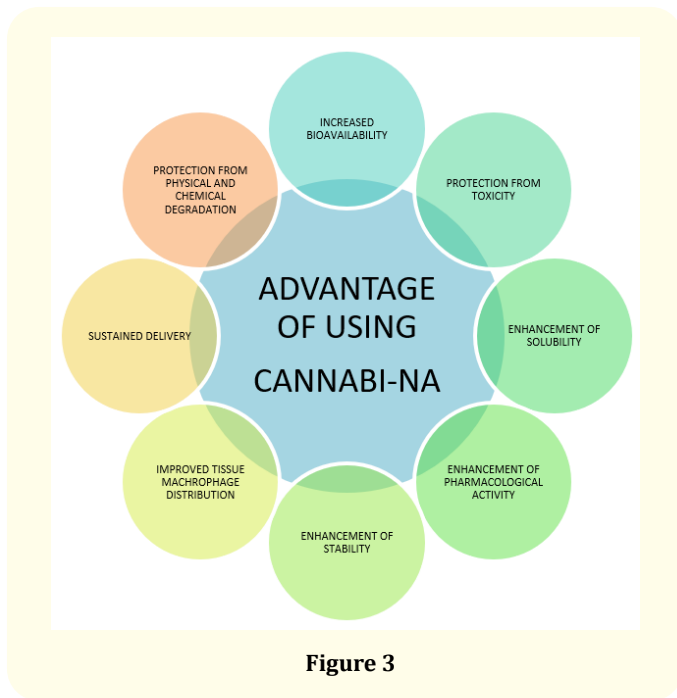 INCREASED
BIOAVAILABILITY
PROTECTION FROM
TOXICITY
ENHANCEMENT OF
SOLUBILITY
ENHANCEMENT OF
PHARMACOLOGICAL
ACTIVITY
ENHANCEMENT OF
STABILITY
IMPROVED TISSUE
MACHROPHAGE
DISTRIBUTION
SUSTAINED DELIVERY
PROTECTION FROM
PHYSICAL AND
CHEMICAL
DEGRADATION
ADVANTAGE
OF USING
CANNABI-NA
Figure 3